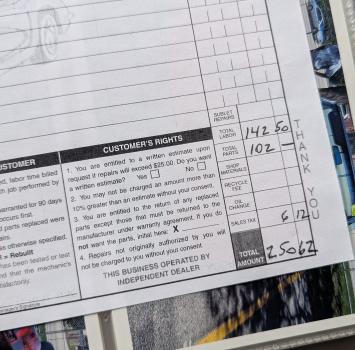 SUBLET
REPAIRS
TOTAL
LABOR 142 50
TOTAL
PARTS 102 —
SHOP
MATERIALS
RECYCLE
FEE
OIL
CHANGE
SALES TAX 6 12
TOTAL
AMOUNT 250 62
THANK YOU
CUSTOMER'S RIGHTS
1. You are entitled to a written estimate upon
request if repairs will exceed $25.00. Do you want
a written estimate? Yes No
2. You may not be charged an amount more than
10% greater than an estimate without your consent.
3. You are entitled to the return of any replaced
parts except those that must be returned to the
manufacturer under warranty agreement. If you do
not want the parts, initial here: X
4. Repairs not originally authorized by you will
not be charged to you without your consent.
THIS BUSINESS OPERATED BY
INDEPENDENT DEALER
STOMER
d, labor time billed
ch job performed by
warranted for 90 days
occurs first.
d parts replaced were
airs.
s otherwise specified.
R = Rebuilt
has been tested or
and that the mechanic's
atisfactorily.